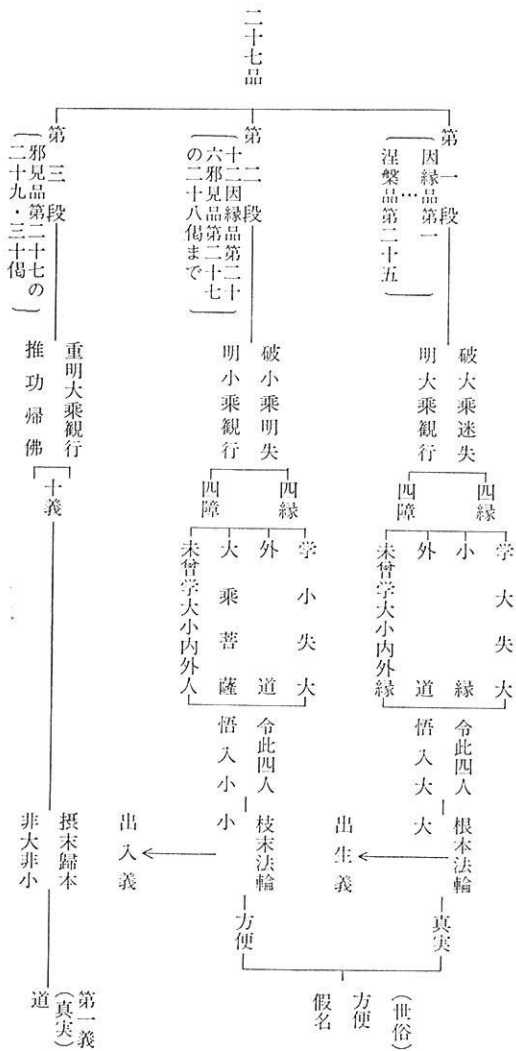 二十七品
第一段
因縁品第一
…
涅槃品第二十五
破大乗迷失
明大乗観行
四縁
四障
学大失大
小縁
外道
未曾学大小内外縁
令此四人
悟入大大
根本法輪
出生義
真実
第二段
十二因縁品第二十
六邪見品第二十七
の二十八偈まで
破小乗明失
明小乗観行
四縁
四障
学小失大
外道
大乗菩薩
未曾学大小内外人
令此四人
悟入小小
枝末法輪
出入義
方便
(世俗)
方便
假名
第三段
邪見品第二十七の
二十九・三十偈
重明大乗観行
推功帰佛
十義
摂末歸本
非大非小
第一義
(真実)
道